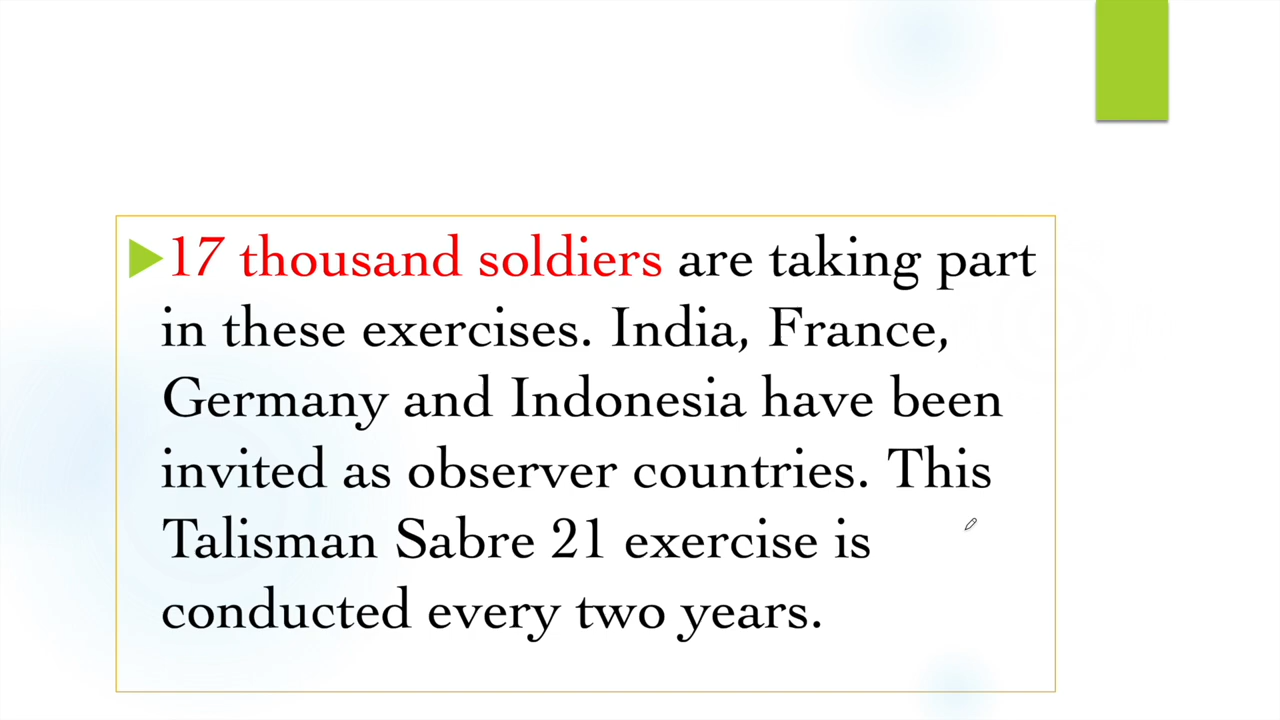 17 thousand soldiers are taking part
in these exercises. India, France,
Germany and Indonesia have been
invited as observer countries. This
Talisman Sabre 21 exercise is
conducted every two years.